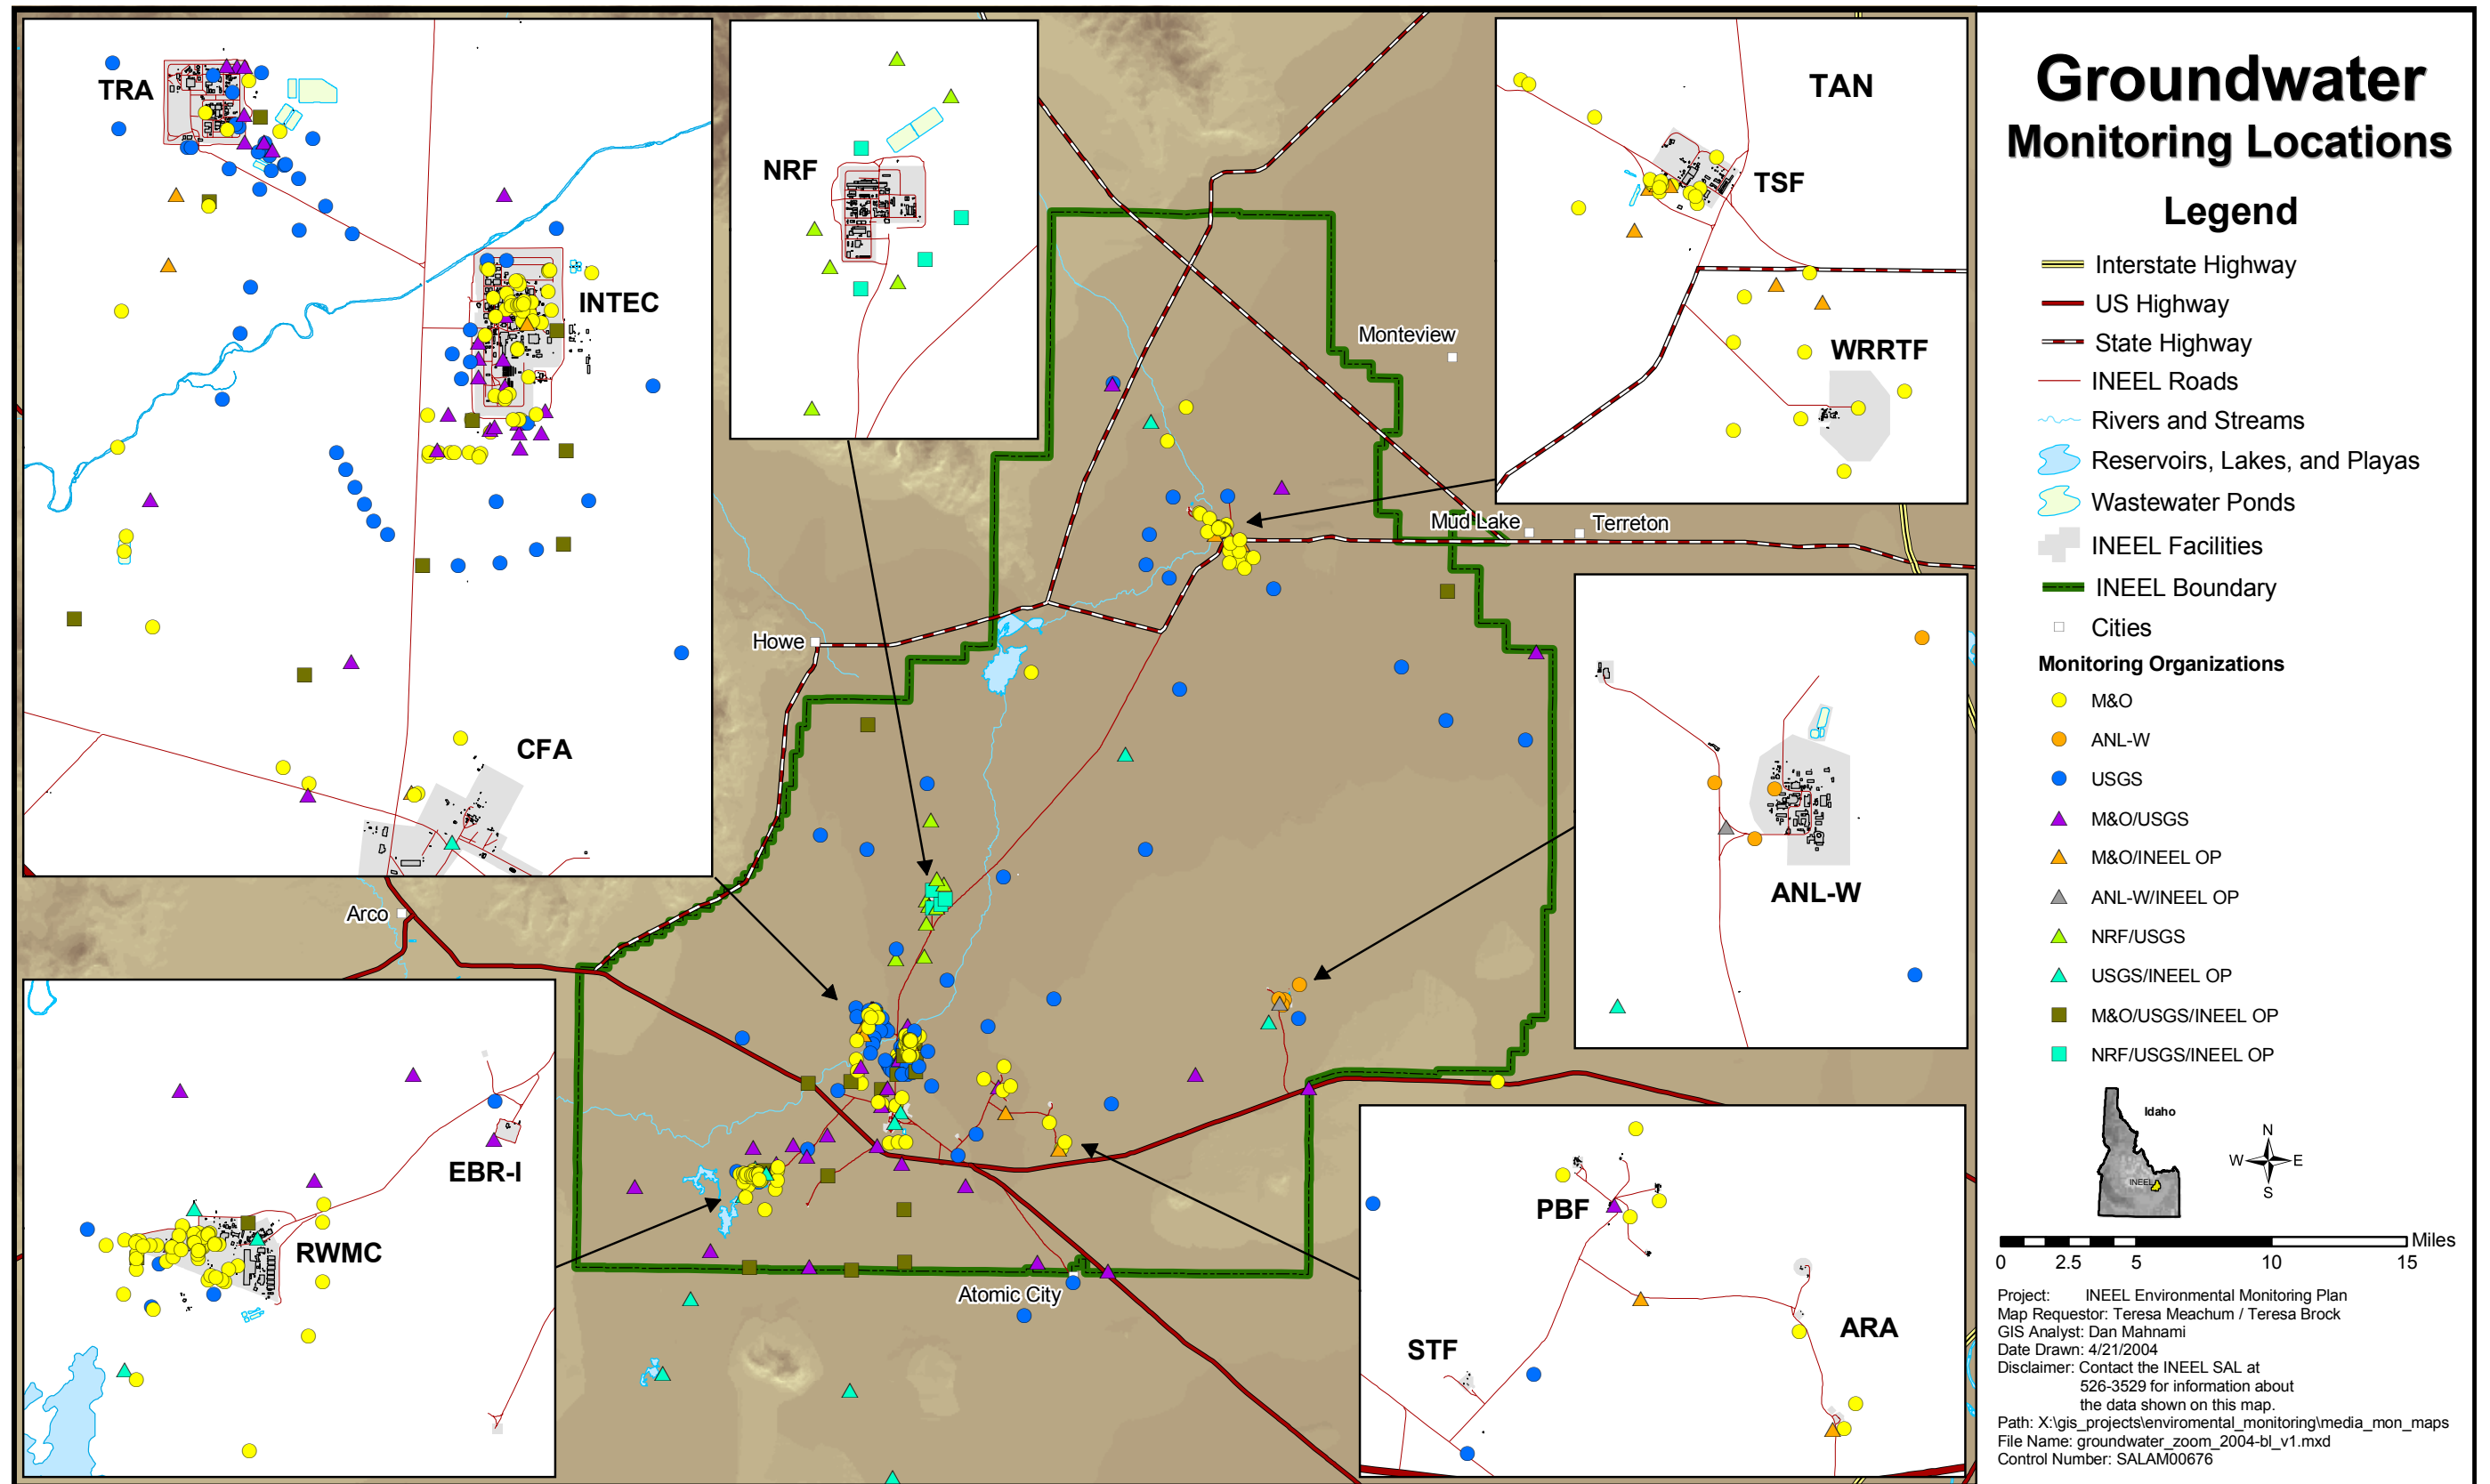 Groundwater
Monitoring Locations
Legend
Interstate Highway
US Highway
State Highway
INEEL Roads
Rivers and Streams
Reservoirs, Lakes, and Playas
Wastewater Ponds
INEEL Facilities
INEEL Boundary
Cities
Monitoring Organizations
M&O
ANL-W
USGS
M&O/USGS
M&O/INEEL OP
ANL-W/INEEL OP
NRF/USGS
USGS/INEEL OP
M&O/USGS/INEEL OP
NRF/USGS/INEEL OP
Idaho
INEEL
N
W E
S
Miles
0 2.5 5 10 15
Project: INEEL Environmental Monitoring Plan
Map Requestor: Teresa Meachum / Teresa Brock
GIS Analyst: Dan Mahnami
Date Drawn: 4/21/2004
Disclaimer: Contact the INEEL SAL at
526-3529 for information about
the data shown on this map.
Path: X:\gis_projects\enviromental_monitoring\media_mon_maps
File Name: groundwater_zoom_2004-bl_v1.mxd
Control Number: SALAM00676
TRA
INTEC
CFA
NRF
TAN
TSF
WRRTF
Monteview
Mud Lake
Terreton
Howe
Arco
ANL-W
EBR-I
RWMC
Atomic City
PBF
STF
ARA